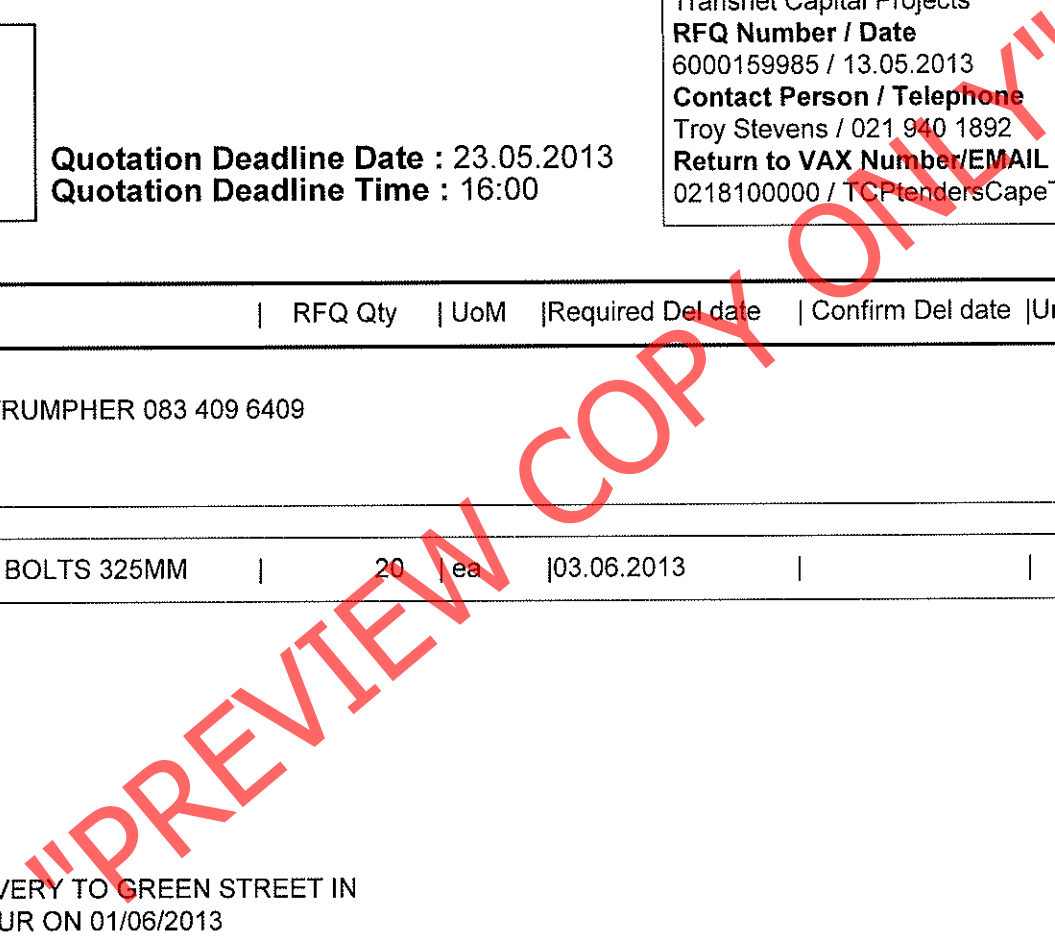 Transnet Capital Projects
RFQ Number / Date
6000159985 / 13.05.2013
Contact Person / Telephone
Troy Stevens / 021 940 1892
Return to VAX Number/EMAIL
0218100000 / TCPtendersCape
Quotation Deadline Date : 23.05.2013
Quotation Deadline Time : 16:00
| RFQ Qty | UoM |Required Del date | Confirm Del date |
083 409 6409
BOLTS 325MM | 20 | ea |03.06.2013 | |
TO GREEN STREET IN
ON 01/06/2013
"PREVIEW COPY ONLY"